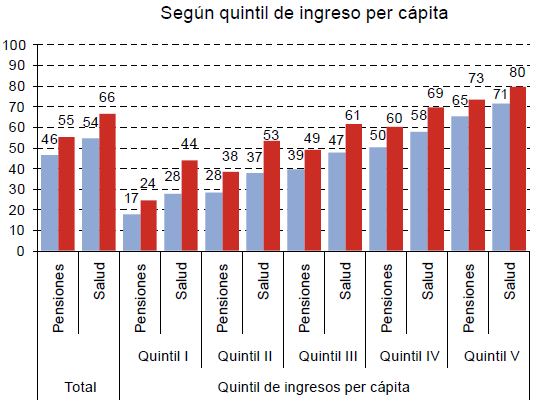 Según quintil de ingreso per cápita
100
90
80
70
60
50
40
30
20
10
0
46 55 54 66 17 24 28 44 28 38 37 53 39 49 47 61 50 60 58 69 65 73 71 80
Pensiones Salud Pensiones Salud Pensiones Salud Pensiones Salud Pensiones Salud Pensiones Salud
Quintil I Quintil II Quintil III Quintil IV Quintil V
Total Quintil de ingresos per cápita